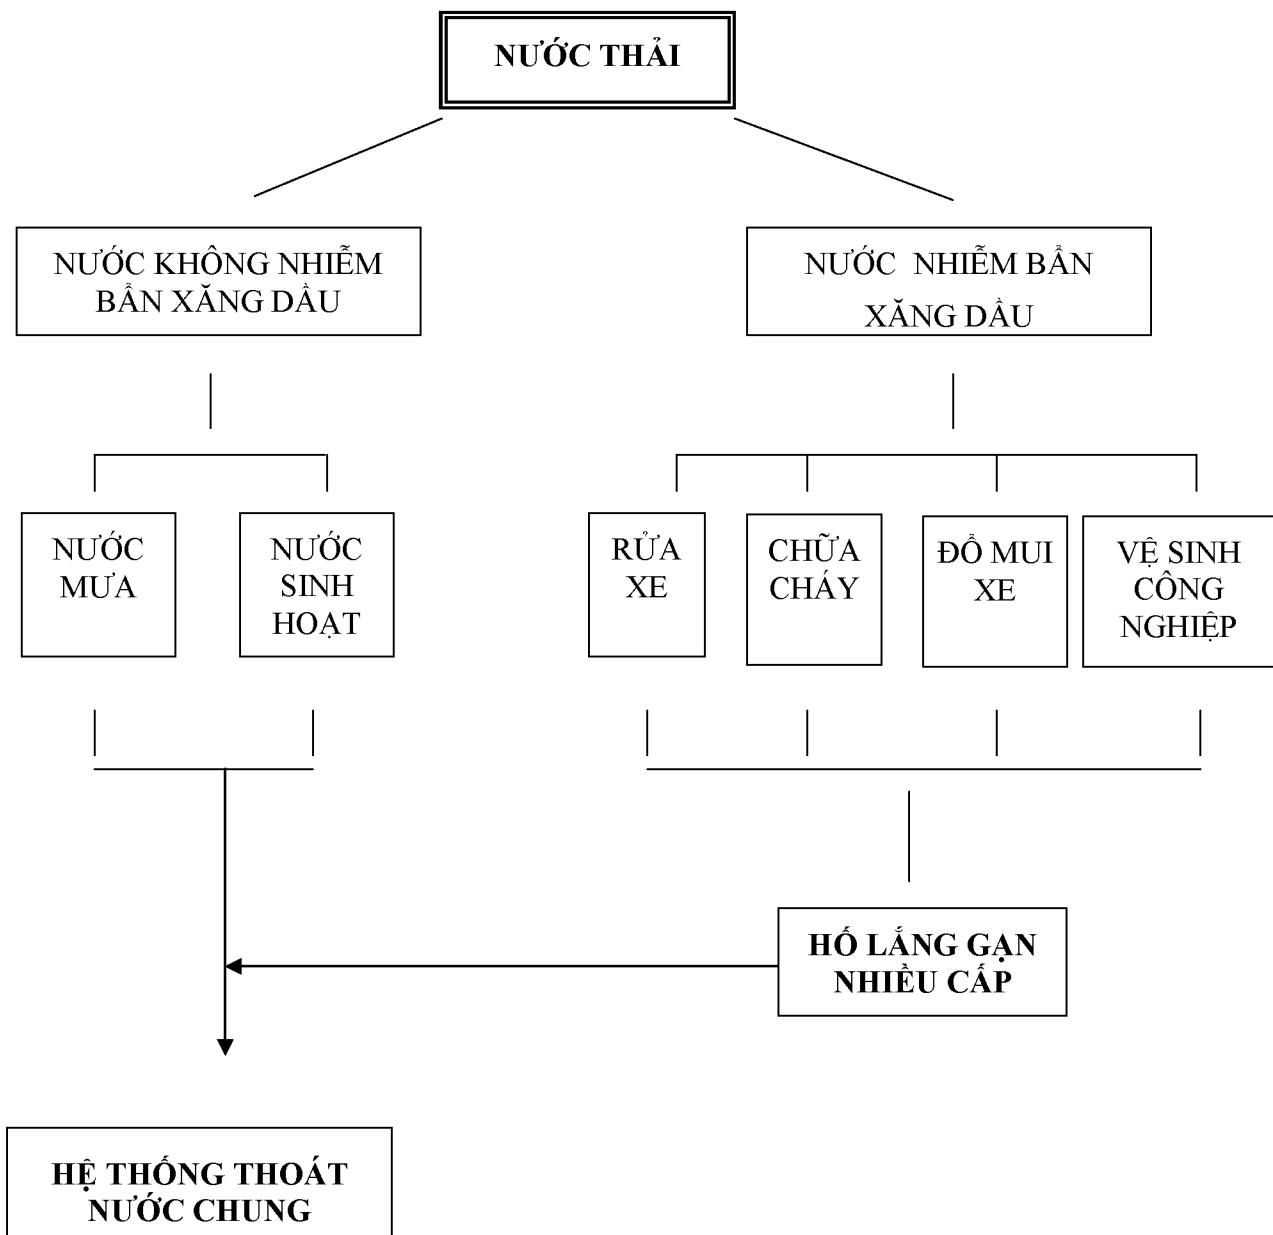 NƯỚC THẢI
NƯỚC KHÔNG NHIỄM
BẨN XĂNG DẦU
NƯỚC NHIỄM BẨN
XĂNG DẦU
NƯỚC
MƯA
NƯỚC
SINH
HOẠT
RỬA
XE
CHỮA
CHÁY
ĐỖ MUI
XE
VỆ SINH
CÔNG
NGHIỆP
HỐ LẮNG GẠN
NHIỀU CẤP
HỆ THỐNG THOÁT
NƯỚC CHUNG